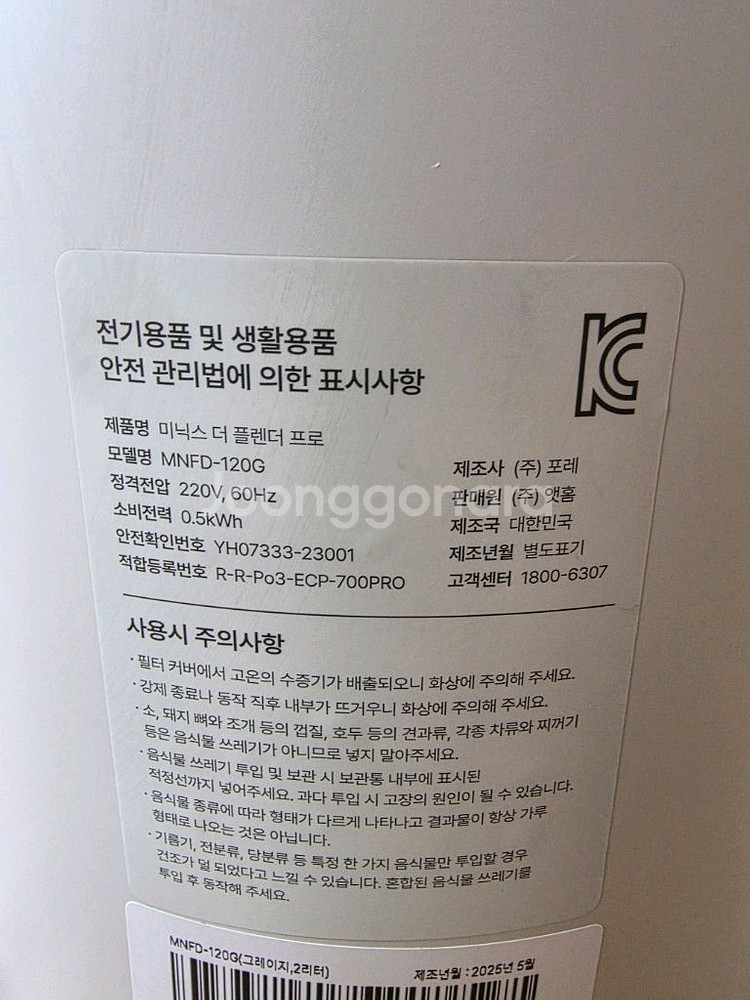 전기용품 및 생활용품
안전 관리법에 의한 표시사항
KC
제품명 미닉스 더 플렌더 프로
모델명 MNFD-120G
정격전압 220V, 60Hz
소비전력 0.5kWh
안전확인번호 YH07333-23001
적합등록번호 R-R-Po3-ECP-700PRO
제조사 (주) 포레
판매원 (주) 앳홈
제조국 대한민국
제조년월 별도표기
고객센터 1800-6307
Joonggonara
사용시 주의사항
· 필터 커버에서 고온의 수증기가 배출되오니 화상에 주의해 주세요.
· 강제 종료나 동작 직후 내부가 뜨거우니 화상에 주의해 주세요.
· 소, 돼지 뼈와 조개 등의 껍질, 호두 등의 견과류, 각종 차류와 찌꺼기
등은 음식물 쓰레기가 아니므로 넣지 말아주세요.
· 음식물 쓰레기 투입 및 보관 시 보관통 내부에 표시된
적정선까지 넣어주세요. 과다 투입 시 고장의 원인이 될 수 있습니다.
· 음식물 종류에 따라 형태가 다르게 나타나고 결과물이 항상 가루
형태로 나오는 것은 아닙니다.
· 기름기, 전분류, 당분류 등 특정 한 가지 음식물만 투입할 경우
건조가 덜 되었다고 느낄 수 있습니다. 혼합된 음식물 쓰레기를
투입 후 동작해 주세요.
MNFD-120G(그레이지,2리터)
제조년월 : 2025년 5월